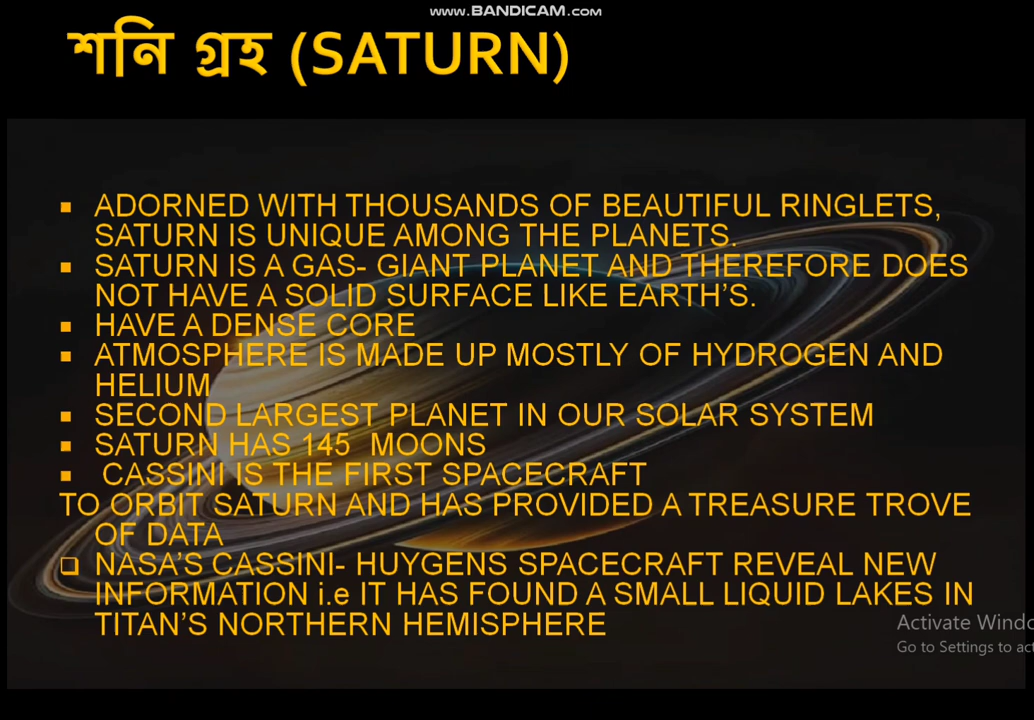 www.BANDICAM.com
শনি গ্রহ (SATURN)
▪ ADORNED WITH THOUSANDS OF BEAUTIFUL RINGLETS,
SATURN IS UNIQUE AMONG THE PLANETS.
▪ SATURN IS A GAS- GIANT PLANET AND THEREFORE DOES
NOT HAVE A SOLID SURFACE LIKE EARTH'S.
▪ HAVE A DENSE CORE
▪ ATMOSPHERE IS MADE UP MOSTLY OF HYDROGEN AND
HELIUM
▪ SECOND LARGEST PLANET IN OUR SOLAR SYSTEM
▪ SATURN HAS 145 MOONS
▪ CASSINI IS THE FIRST SPACECRAFT
TO ORBIT SATURN AND HAS PROVIDED A TREASURE TROVE
OF DATA
❑ NASA'S CASSINI- HUYGENS SPACECRAFT REVEAL NEW
INFORMATION i.e IT HAS FOUND A SMALL LIQUID LAKES IN
TITAN'S NORTHERN HEMISPHERE
Activate Windo
Go to Settings to act